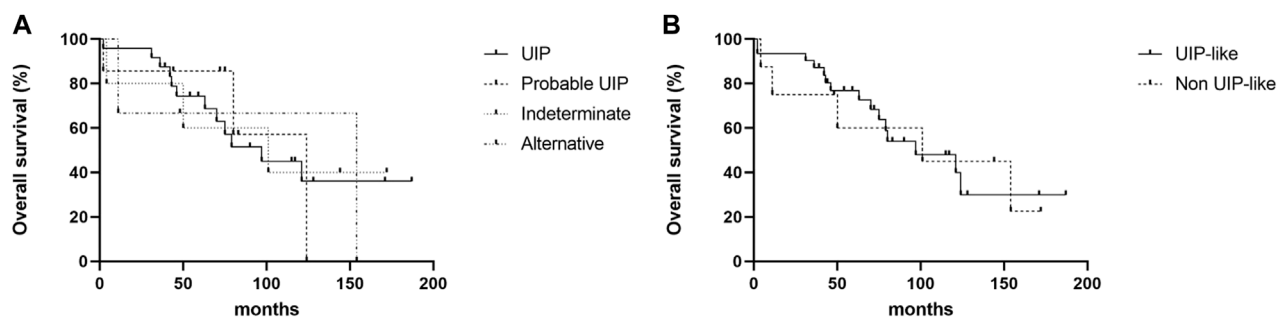 A
Overall survival (%)
100
80
60
40
20
0
0 50 100 150 200
months
UIP
Probable UIP
Indeterminate
Alternative
B
Overall survival (%)
100
80
60
40
20
0
0 50 100 150 200
months
UIP-like
Non UIP-like